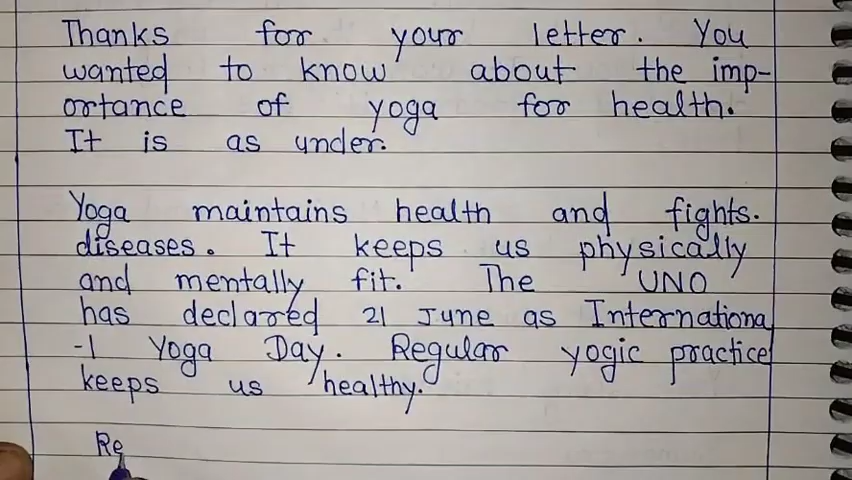 Thanks for your letter. You
wanted to know about the imp-
ortance of yoga for health.
It is as under.
Yoga maintains health and fights.
diseases. It keeps us physically
and mentally fit. The UNO
has declared 21 June as Internationa
-l Yoga Day. Regular yogic practice
keeps us healthy.
Re